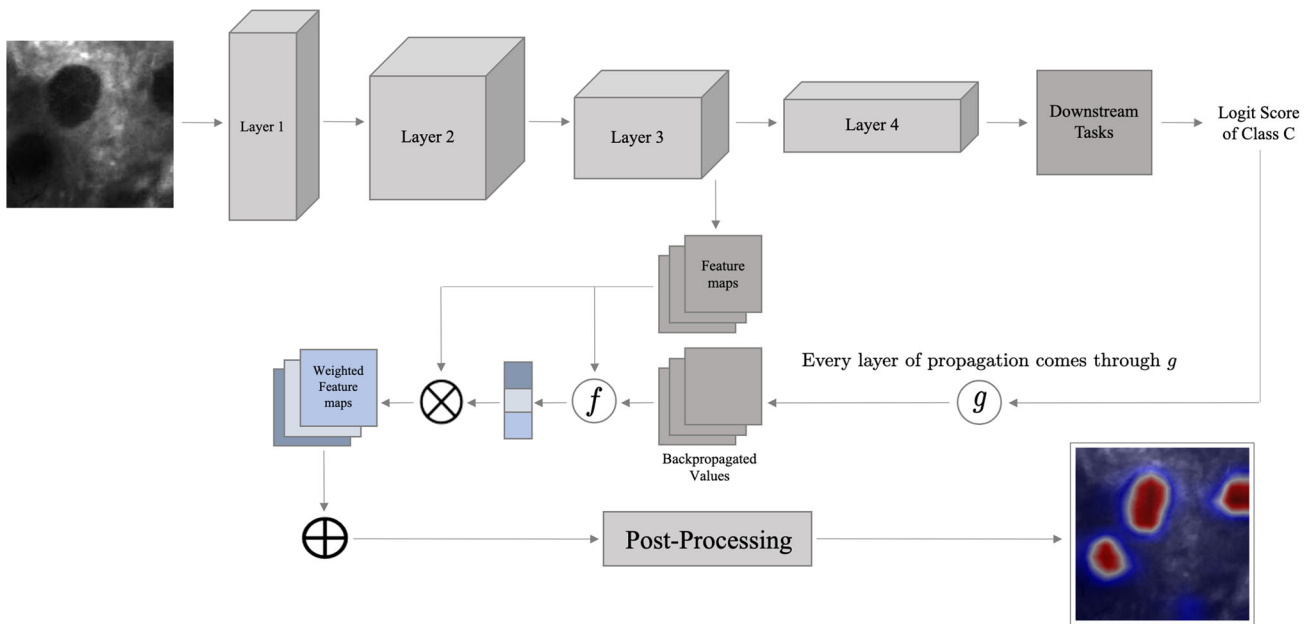 Layer 1
Layer 2
Layer 3
Layer 4
Downstream
Tasks
Logit Score
of Class C
Feature
maps
Every layer of propagation comes through g
Weighted
Feature
maps
f
g
Backpropagated
Values
Post-Processing